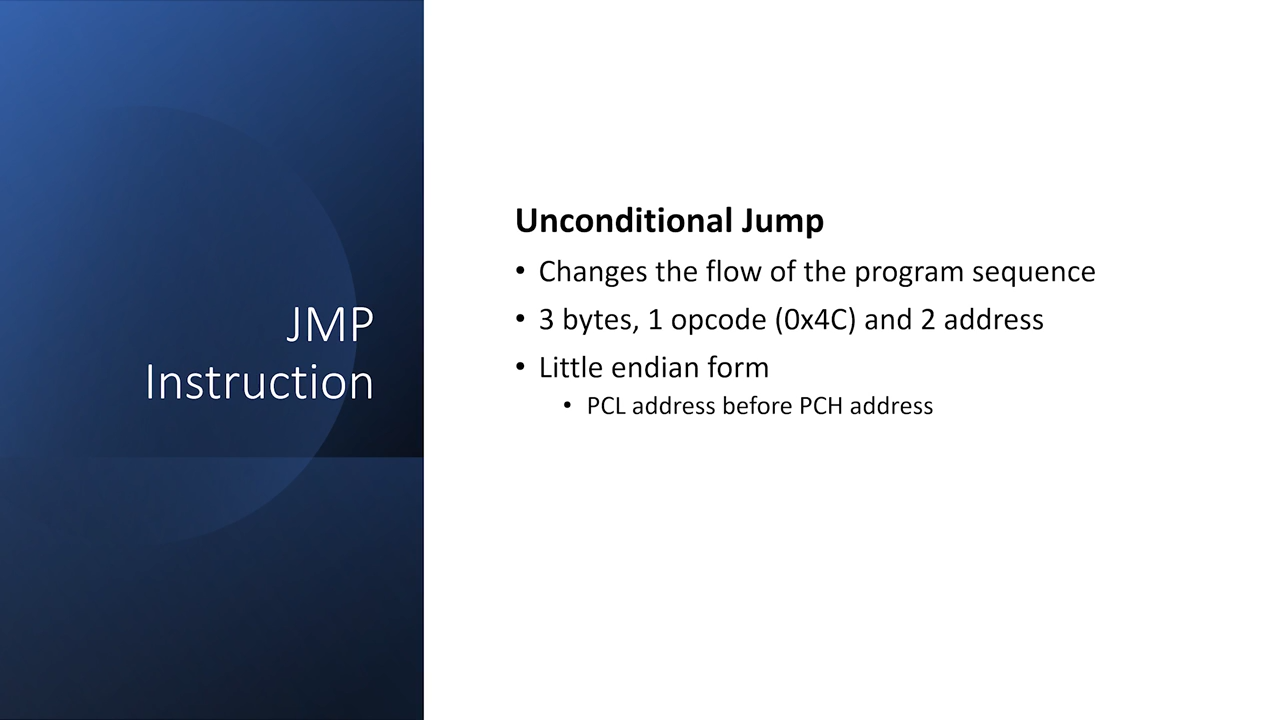 JMP
Instruction
Unconditional Jump
• Changes the flow of the program sequence
• 3 bytes, 1 opcode (0x4C) and 2 address
• Little endian form
• PCL address before PCH address